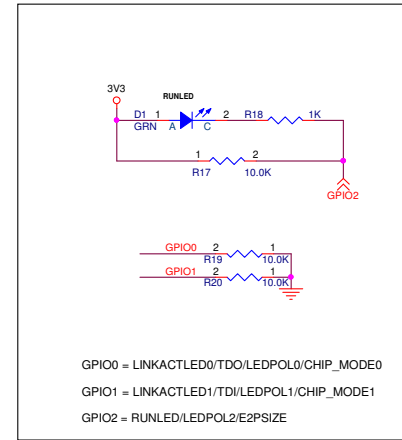 RUNLED
3V3
D1 1 2 R18 1K
GRN A C
1 2
R17 10.0K
GPIO2
GPIO0 2 1
R19 10.0K
GPIO1 2 1
R20 10.0K
GPIO0 = LINKACTLED0/TDO/LEDPOL0/CHIP_MODE0
GPIO1 = LINKACTLED1/TDI/LEDPOL1/CHIP_MODE1
GPIO2 = RUNLED/LEDPOL2/E2PSIZE